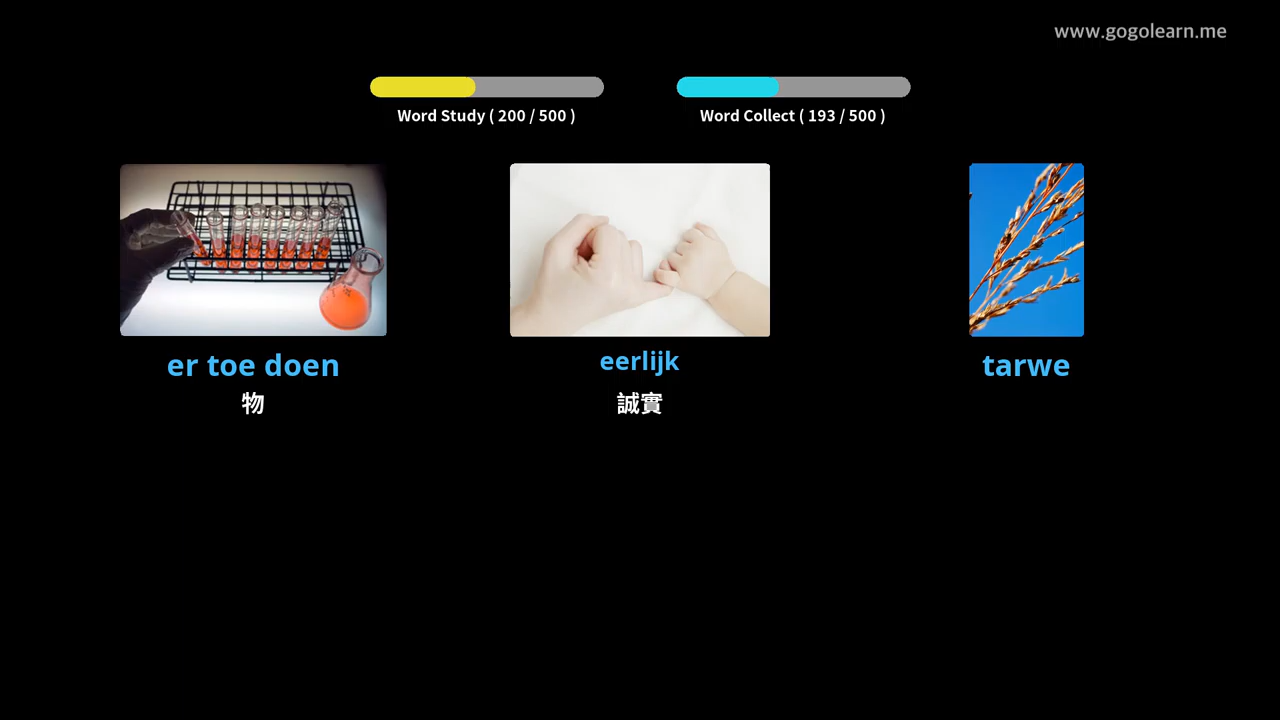 www.gogolearn.me
Word Study ( 200 / 500 )
Word Collect ( 193 / 500 )
er toe doen
物
eerlijk
誠實
tarwe